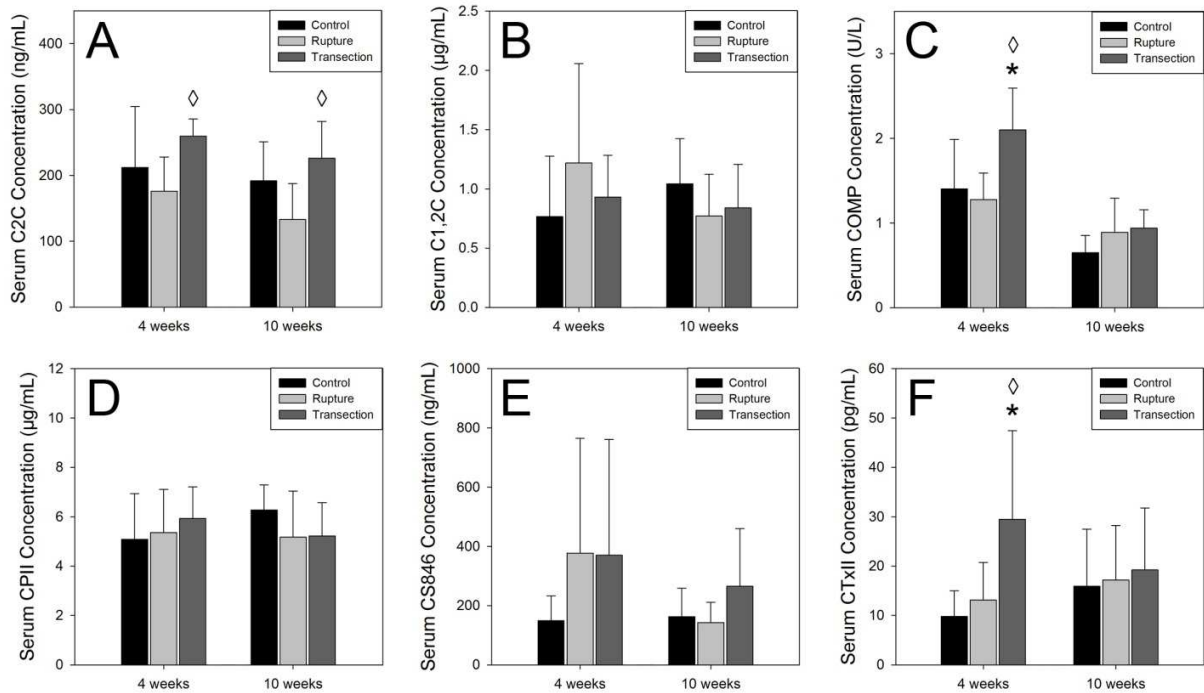 A
Serum C2C Concentration (ng/mL)
400
300
200
100
0
Control
Rupture
Transection
◊
◊
4 weeks
10 weeks
B
Serum C1,2C Concentration (µg/mL)
2.5
2.0
1.5
1.0
0.5
0.0
Control
Rupture
Transection
4 weeks
10 weeks
C
Serum COMP Concentration (U/L)
3
2
1
0
Control
Rupture
Transection
◊
*
4 weeks
10 weeks
D
Serum CPII Concentration (µg/mL)
12
10
8
6
4
2
0
Control
Rupture
Transection
4 weeks
10 weeks
E
Serum CS846 Concentration (ng/mL)
1000
800
600
400
200
0
Control
Rupture
Transection
4 weeks
10 weeks
F
Serum CTxII Concentration (pg/mL)
60
50
40
30
20
10
0
Control
Rupture
Transection
◊
*
4 weeks
10 weeks